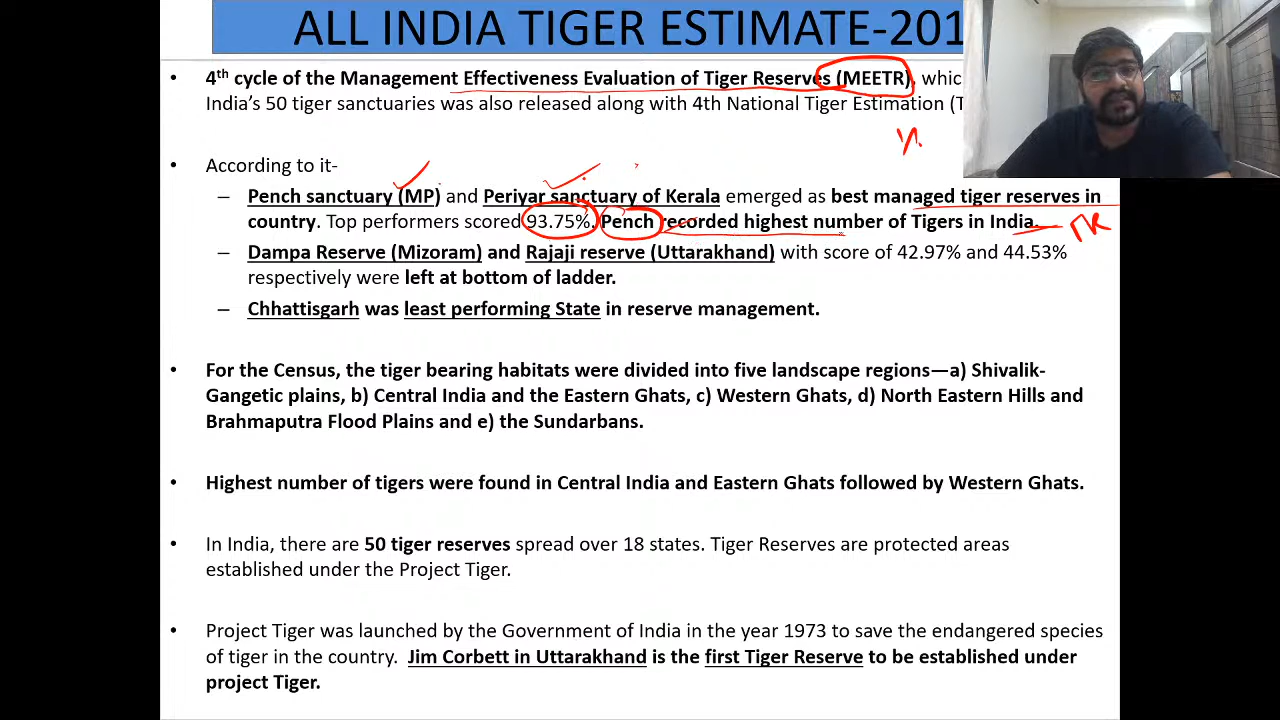 ALL INDIA TIGER ESTIMATE-201
• 4th cycle of the Management Effectiveness Evaluation of Tiger Reserves (MEETR), whic
India's 50 tiger sanctuaries was also released along with 4th National Tiger Estimation (T
• According to it-
– Pench sanctuary (MP) and Periyar sanctuary of Kerala emerged as best managed tiger reserves in
country. Top performers scored 93.75%. Pench recorded highest number of Tigers in India. TR
– Dampa Reserve (Mizoram) and Rajaji reserve (Uttarakhand) with score of 42.97% and 44.53%
respectively were left at bottom of ladder.
– Chhattisgarh was least performing State in reserve management.
• For the Census, the tiger bearing habitats were divided into five landscape regions—a) Shivalik-
Gangetic plains, b) Central India and the Eastern Ghats, c) Western Ghats, d) North Eastern Hills and
Brahmaputra Flood Plains and e) the Sundarbans.
• Highest number of tigers were found in Central India and Eastern Ghats followed by Western Ghats.
• In India, there are 50 tiger reserves spread over 18 states. Tiger Reserves are protected areas
established under the Project Tiger.
• Project Tiger was launched by the Government of India in the year 1973 to save the endangered species
of tiger in the country. Jim Corbett in Uttarakhand is the first Tiger Reserve to be established under
project Tiger.